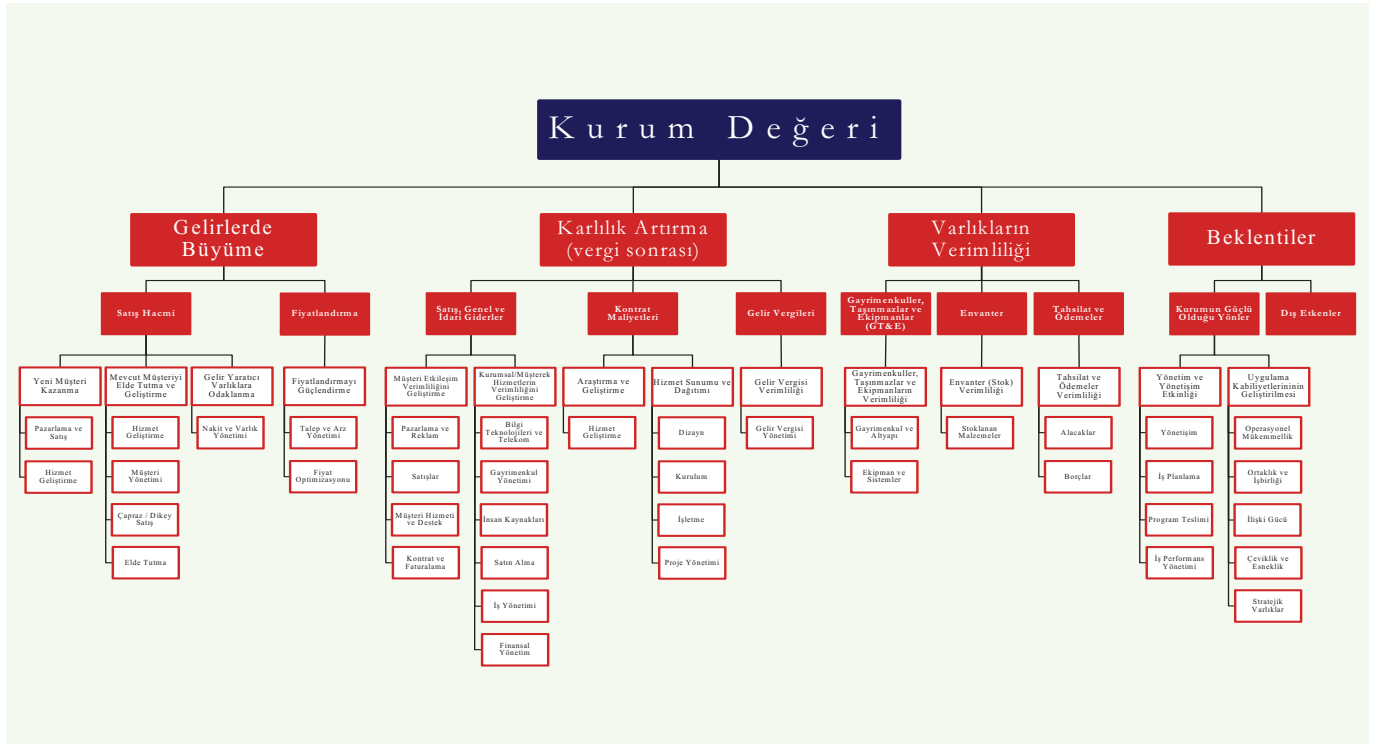 Kurum Değeri
Gelirlerde
Büyüme
Karlılık Artırma
(vergi sonrası)
Varlıkların
Verimliliği
Beklentiler
Satış Hacmi
Fiyatlandırma
Satış, Genel ve
İdari Giderler
Kontrat
Maliyetleri
Gelir Vergileri
Gayrimenkuller,
Taşınmazlar ve
Ekipmanlar
(GT&E)
Envanter
Tahsilat ve
Ödemeler
Kurumun Güçlü
Olduğu Yönler
Dış Etkenler
Yeni Müşteri
Kazanma
Pazarlama ve
Satış
Hizmet
Geliştirme
Mevcut Müşteriyi
Elde Tutma ve
Geliştirme
Hizmet
Geliştirme
Müşteri
Yönetimi
Çapraz / Dikey
Satış
Elde Tutma
Gelir Yaratıcı
Varlıklara
Odaklanma
Nakit ve Varlık
Yönetimi
Fiyatlandırmayı
Güçlendirme
Talep ve Arz
Yönetimi
Fiyat
Optimizasyonu
Müşteri Etkileşim
Verimliliğini
Geliştirme
Pazarlama ve
Reklam
Satışlar
Müşteri Hizmeti
ve Destek
Kontrat ve
Faturalama
Kurumsal/Müşterek
Hizmetlerin
Verimliliğini
Geliştirme
Bilgi
Teknolojileri ve
Telekom
Gayrimenkul
Yönetimi
İnsan Kaynakları
Satın Alma
İş Yönetimi
Finansal
Yönetim
Araştırma ve
Geliştirme
Hizmet
Geliştirme
Hizmet Sunumu ve
Dağıtımı
Dizayn
Kurulum
İşletme
Proje Yönetimi
Gelir Vergisi
Verimliliği
Gelir Vergisi
Yönetimi
Gayrimenkuller,
Taşınmazlar ve
Ekipmanların
Verimliliği
Gayrimenkul ve
Altyapı
Ekipman ve
Sistemler
Envanter (Stok)
Verimliliği
Stoklanan
Malzemeler
Tahsilat ve
Ödemeler
Verimliliği
Alacaklar
Borçlar
Yönetim ve
Yönetişim
Etkinliği
Yönetişim
İş Planlama
Program Teslimi
İş Performans
Yönetimi
Uygulama
Kabiliyetlerininin
Geliştirilmesi
Operasyonel
Mükemmellik
Ortaklık ve
İşbirliği
İlişki Gücü
Çeviklik ve
Esneklik
Stratejik
Varlıklar